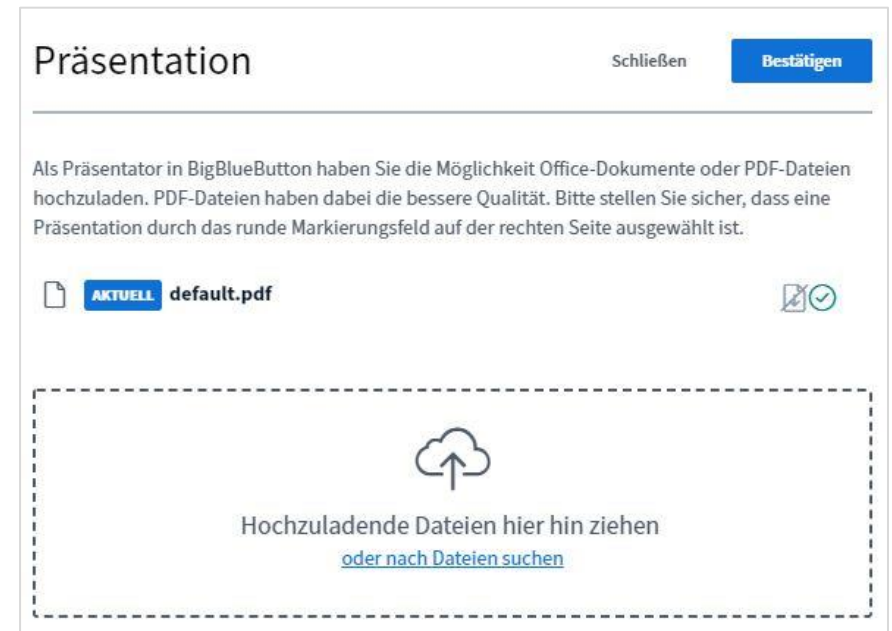 Präsentation
Schließen
Bestätigen
Als Präsentator in BigBlueButton haben Sie die Möglichkeit Office-Dokumente oder PDF-Dateien
hochzuladen. PDF-Dateien haben dabei die bessere Qualität. Bitte stellen Sie sicher, dass eine
Präsentation durch das runde Markierungsfeld auf der rechten Seite ausgewählt ist.
AKTUELL default.pdf
Hochzuladende Dateien hier hin ziehen
oder nach Dateien suchen